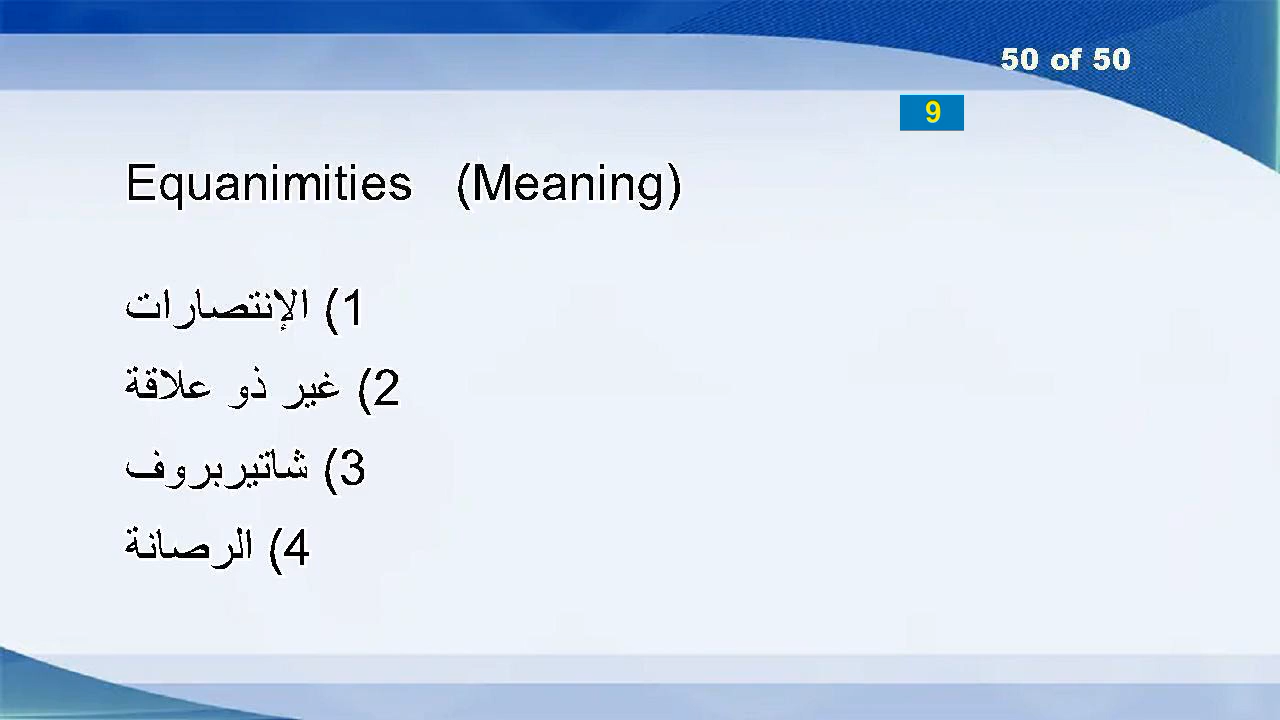 50 of 50
9
Equanimities (Meaning)
1) الإنتصارات
2) غير ذو علاقة
3) شاتيربروف
4) الرصانة